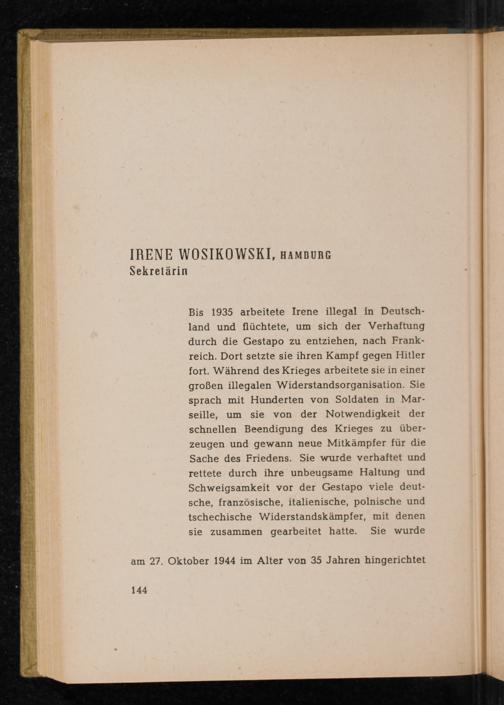 IRENE WOSIKOWSKI, HAMBURG
Sekretärin
Bis 1935 arbeitete Irene illegal in Deutsch-
land und flüchtete, um sich der Verhaftung
durch die Gestapo zu entziehen, nach Frank-
reich. Dort setzte sie ihren Kampf gegen Hitler
fort. Während des Krieges arbeitete sie in einer
großen illegalen Widerstandsorganisation. Sie
sprach mit Hunderten von Soldaten in Mar-
seille, um sie von der Notwendigkeit der
schnellen Beendigung des Krieges zu über-
zeugen und gewann neue Mitkämpfer für die
Sache des Friedens. Sie wurde verhaftet und
rettete durch ihre unbeugsame Haltung und
Schweigsamkeit vor der Gestapo viele deut-
sche, französische, italienische, polnische und
tschechische Widerstandskämpfer, mit denen
sie zusammen gearbeitet hatte. Sie wurde
am 27. Oktober 1944 im Alter von 35 Jahren hingerichtet
144